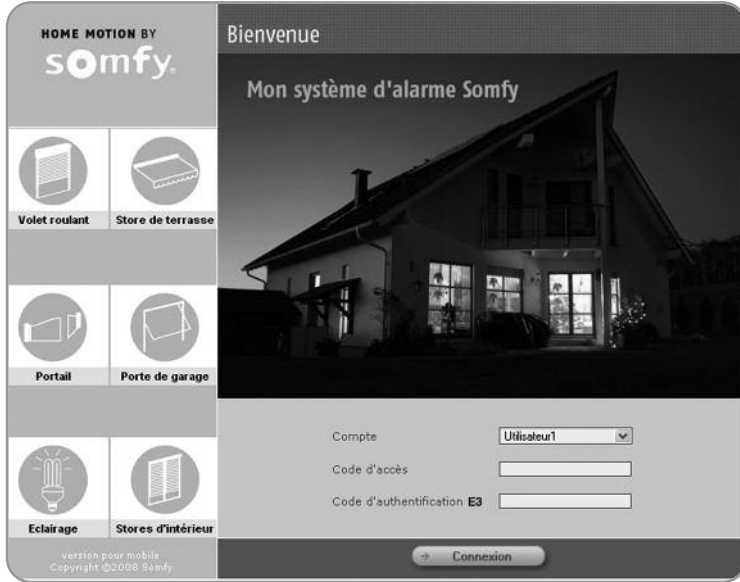 HOME MOTION BY
somfy.
Volet roulant
Store de terrasse
Portail
Porte de garage
Eclairage
Stores d'intérieur
version pour mobile
Copyright ©2008 Somfy
Bienvenue
Mon système d'alarme Somfy
Compte
Utilisateur1
Code d'accès
Code d'authentification E3
Connexion